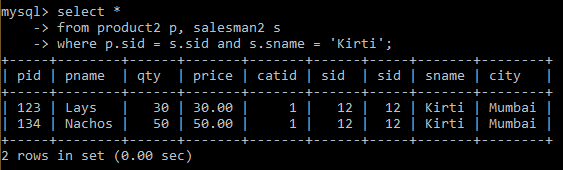 mysql> select *
    -> from product2 p, salesman2 s
    -> where p.sid = s.sid and s.sname = 'Kirti';
+-----+--------+------+-------+-------+------+-----+-------+--------+
| pid | pname  | qty  | price | catid | sid  | sid | sname | city   |
+-----+--------+------+-------+-------+------+-----+-------+--------+
| 123 | Lays   |   30 | 30.00 |     1 |   12 |  12 | Kirti | Mumbai |
| 134 | Nachos |   50 | 50.00 |     1 |   12 |  12 | Kirti | Mumbai |
+-----+--------+------+-------+-------+------+-----+-------+--------+
2 rows in set (0.00 sec)